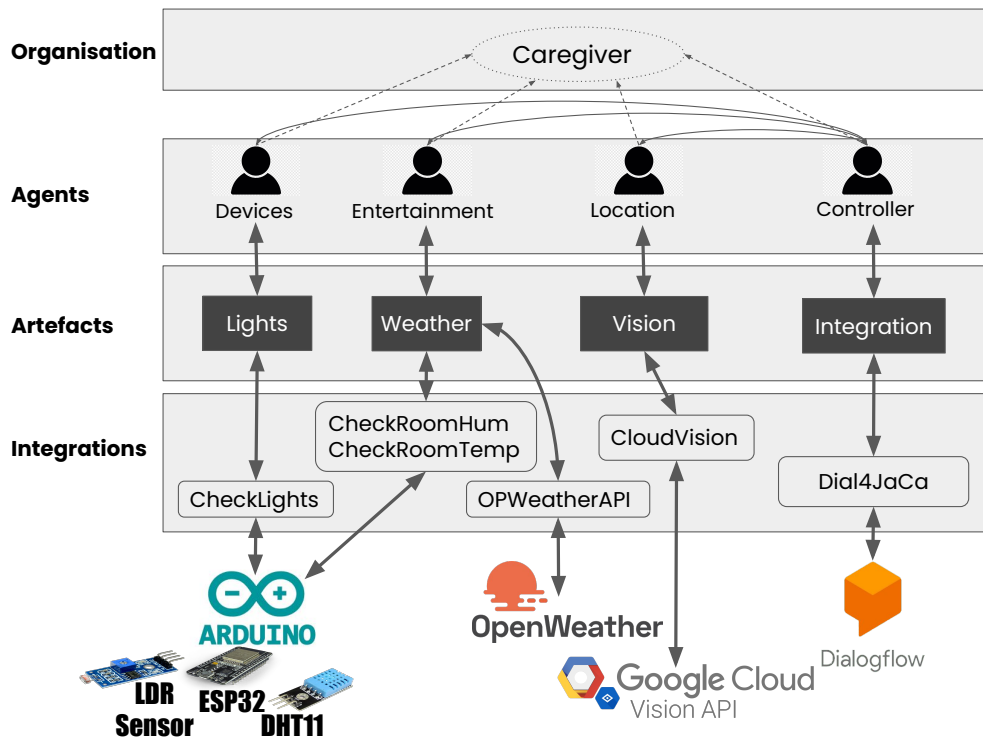 Organisation
Caregiver
Agents
Devices
Entertainment
Location
Controller
Artefacts
Lights
Weather
Vision
Integration
Integrations
CheckRoomHum
CheckRoomTemp
CloudVision
CheckLights
OPWeatherAPI
Dial4JaCa
ARDUINO
OpenWeather
Dialogflow
Google Cloud
Vision API
LDR
Sensor
ESP32
DHT11